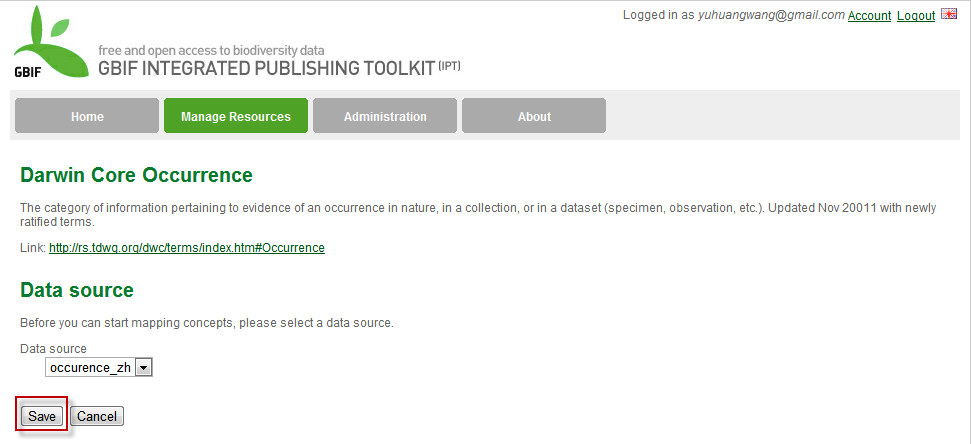 Logged in as yuhuangwang@gmail.com Account Logout
free and open access to biodiversity data
GBIF GBIF INTEGRATED PUBLISHING TOOLKIT (IPT)
Home Manage Resources Administration About
Darwin Core Occurrence
The category of information pertaining to evidence of an occurrence in nature, in a collection, or in a dataset (specimen, observation, etc.). Updated Nov 20011 with newly
ratified terms.
Link: http://rs.tdwg.org/dwc/terms/index.htm#Occurrence
Data source
Before you can start mapping concepts, please select a data source.
Data source
occurence_zh
Save Cancel